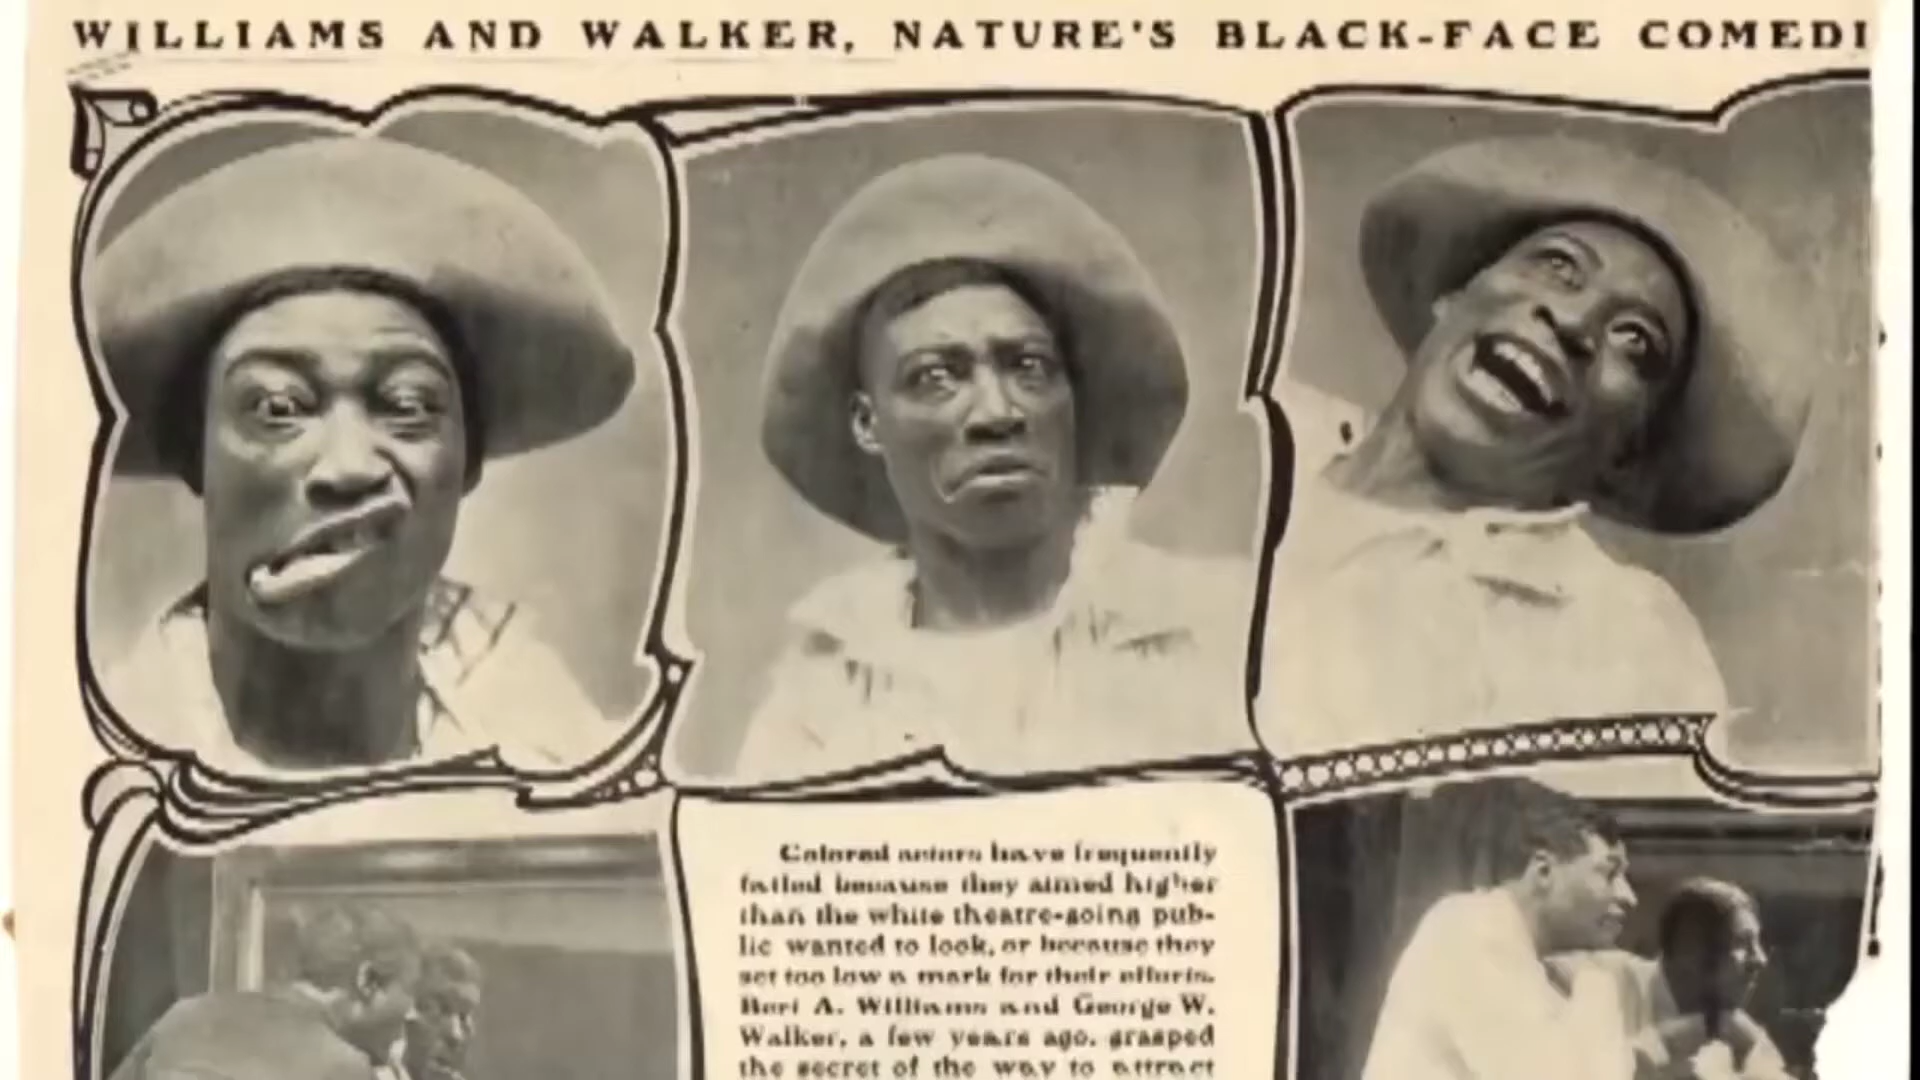 WILLIAMS AND WALKER, NATURE'S BLACK-FACE COMEDI
Colored actors have frequently
failed because they aimed higher
than the white theatre-going pub-
lic wanted to look, or because they
set too low a mark for their efforts.
Bert A. Williams and George W.
Walker, a few years ago, grasped
the secret of the way to attract